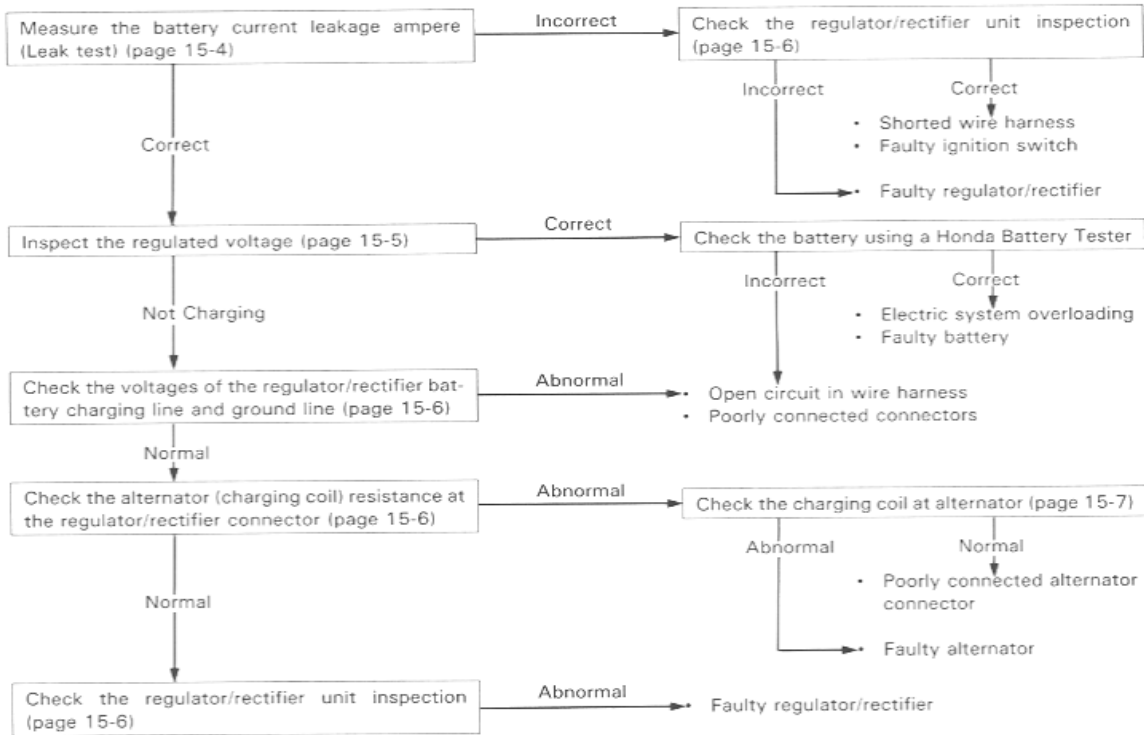 Measure the battery current leakage ampere
(Leak test) (page 15-4)
Incorrect
Check the regulator/rectifier unit inspection
(page 15-6)
Incorrect
Correct
• Shorted wire harness
• Faulty ignition switch
• Faulty regulator/rectifier
Correct
Inspect the regulated voltage (page 15-5)
Correct
Check the battery using a Honda Battery Tester
Incorrect
Correct
• Electric system overloading
• Faulty battery
Not Charging
Check the voltages of the regulator/rectifier bat-
tery charging line and ground line (page 15-6)
Abnormal
• Open circuit in wire harness
• Poorly connected connectors
Normal
Check the alternator (charging coil) resistance at
the regulator/rectifier connector (page 15-6)
Abnormal
Check the charging coil at alternator (page 15-7)
Abnormal
Normal
• Poorly connected alternator
connector
• Faulty alternator
Normal
Check the regulator/rectifier unit inspection
(page 15-6)
Abnormal
• Faulty regulator/rectifier